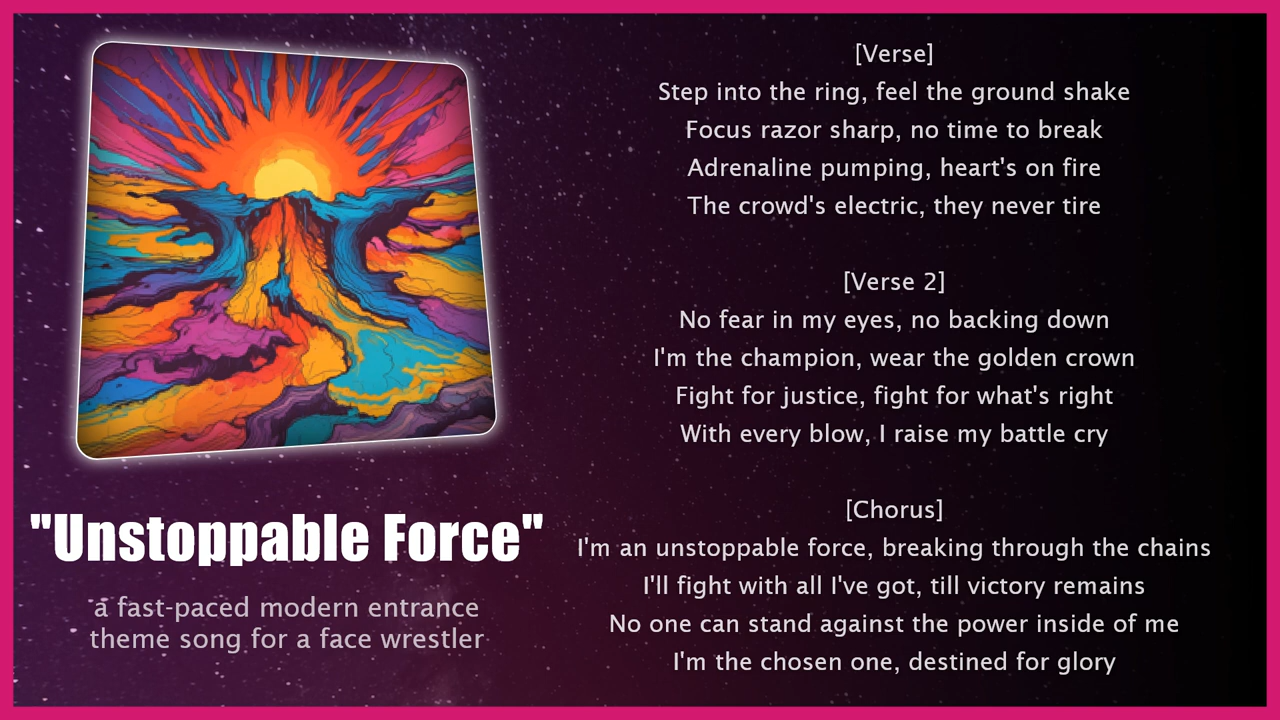 "Unstoppable Force"
a fast-paced modern entrance
theme song for a face wrestler
[Verse]
Step into the ring, feel the ground shake
Focus razor sharp, no time to break
Adrenaline pumping, heart's on fire
The crowd's electric, they never tire
[Verse 2]
No fear in my eyes, no backing down
I'm the champion, wear the golden crown
Fight for justice, fight for what's right
With every blow, I raise my battle cry
[Chorus]
I'm an unstoppable force, breaking through the chains
I'll fight with all I've got, till victory remains
No one can stand against the power inside of me
I'm the chosen one, destined for glory